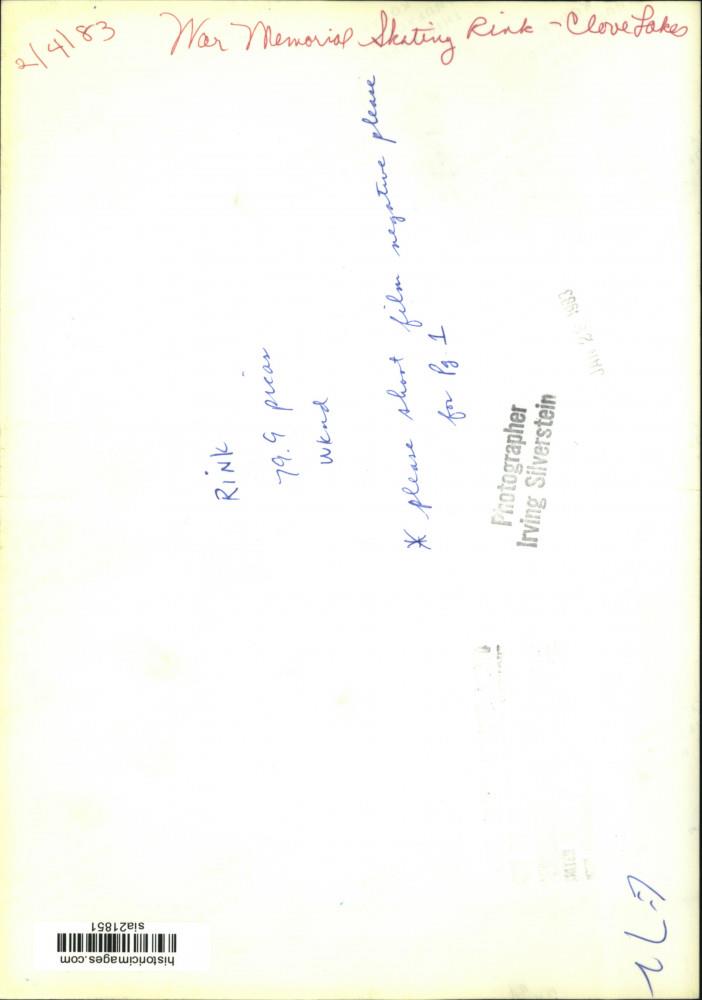 2/4/83
War Memorial Skating Rink - Clove Lakes
RINK
79.9 picas
wknd
* please shoot film negative please
for Pg 1
Photographer
Irving Silverstein
1983
historicimages.com
sia21851